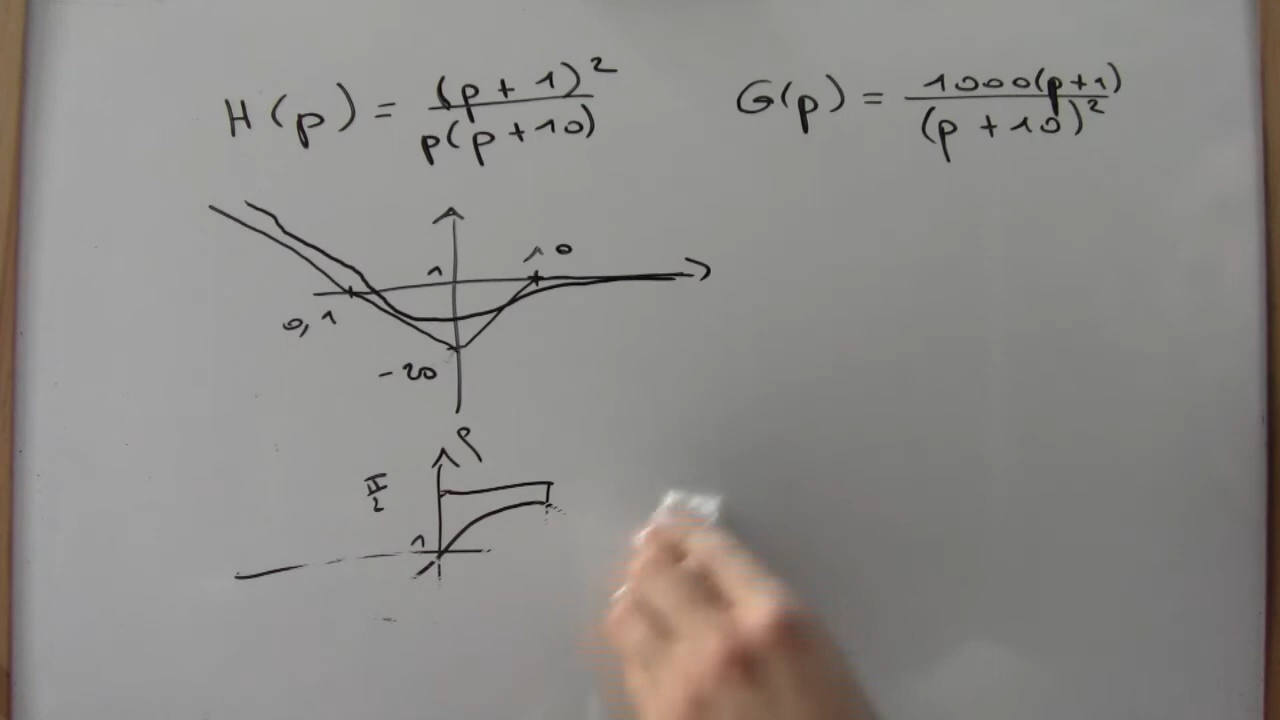 H(p) = (p + 1)² / p(p + 10)
G(p) = 1000(p+1) / (p + 10)²
10
1
0,1
-20
φ
π/2
1